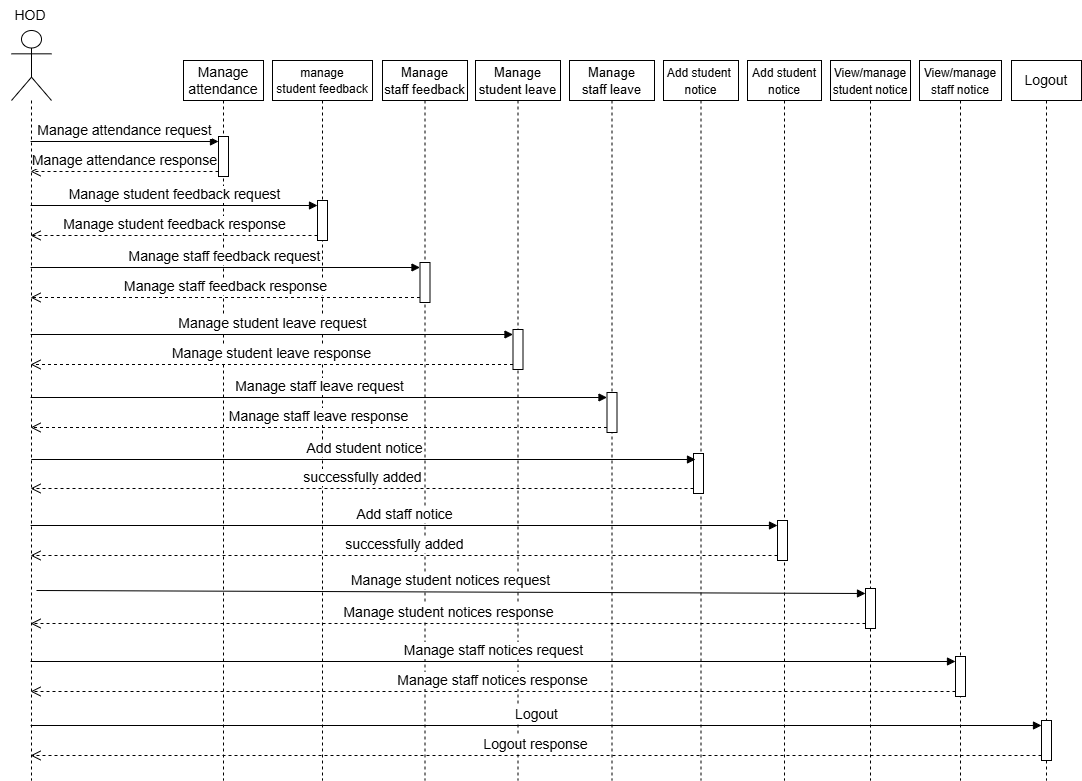 HOD
Manage
attendance
manage
student feedback
Manage
staff feedback
Manage
student leave
Manage
staff leave
Add student
notice
Add student
notice
View/manage
student notice
View/manage
staff notice
Logout
Manage attendance request
Manage attendance response
Manage student feedback request
Manage student feedback response
Manage staff feedback request
Manage staff feedback response
Manage student leave request
Manage student leave response
Manage staff leave request
Manage staff leave response
Add student notice
successfully added
Add staff notice
successfully added
Manage student notices request
Manage student notices response
Manage staff notices request
Manage staff notices response
Logout
Logout response